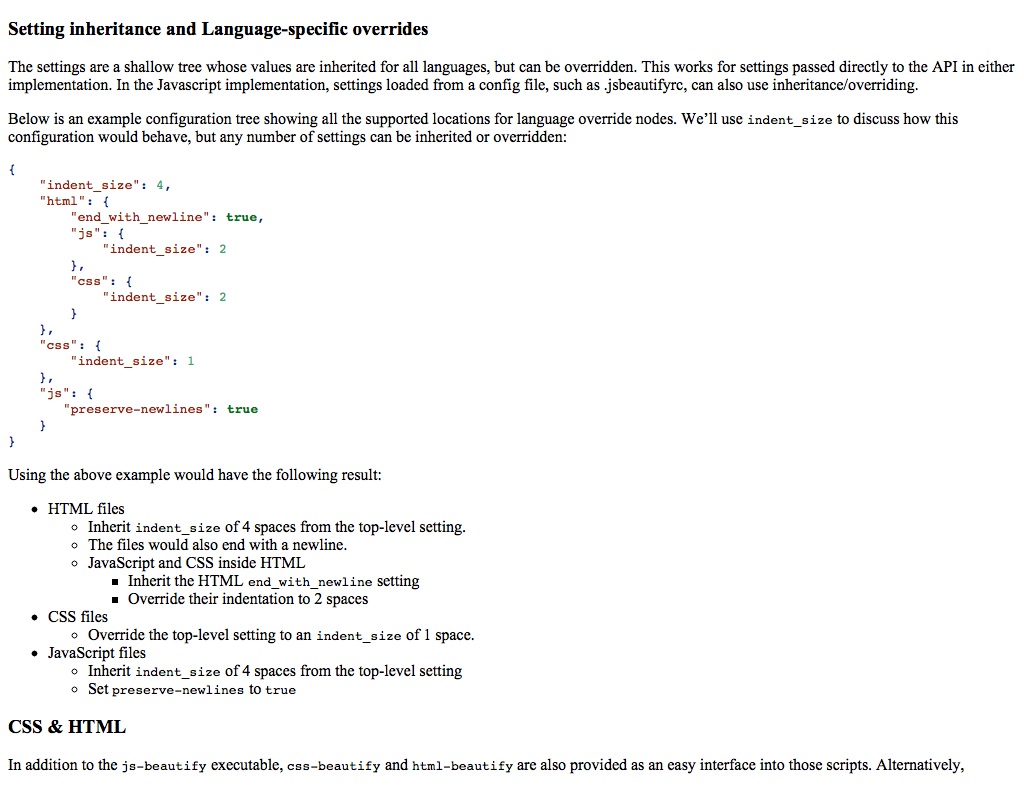 Setting inheritance and Language-specific overrides
The settings are a shallow tree whose values are inherited for all languages, but can be overridden. This works for settings passed directly to the API in either
implementation. In the Javascript implementation, settings loaded from a config file, such as .jsbeautifyrc, can also use inheritance/overriding.
Below is an example configuration tree showing all the supported locations for language override nodes. We’ll use indent_size to discuss how this
configuration would behave, but any number of settings can be inherited or overridden:
{
    "indent_size": 4,
    "html": {
        "end_with_newline": true,
        "js": {
            "indent_size": 2
        },
        "css": {
            "indent_size": 2
        }
    },
    "css": {
        "indent_size": 1
    },
    "js": {
       "preserve-newlines": true
    }
}
Using the above example would have the following result:
• HTML files
◦ Inherit indent_size of 4 spaces from the top-level setting.
◦ The files would also end with a newline.
◦ JavaScript and CSS inside HTML
▪ Inherit the HTML end_with_newline setting
▪ Override their indentation to 2 spaces
• CSS files
◦ Override the top-level setting to an indent_size of 1 space.
• JavaScript files
◦ Inherit indent_size of 4 spaces from the top-level setting
◦ Set preserve-newlines to true
CSS & HTML
In addition to the js-beautify executable, css-beautify and html-beautify are also provided as an easy interface into those scripts. Alternatively,